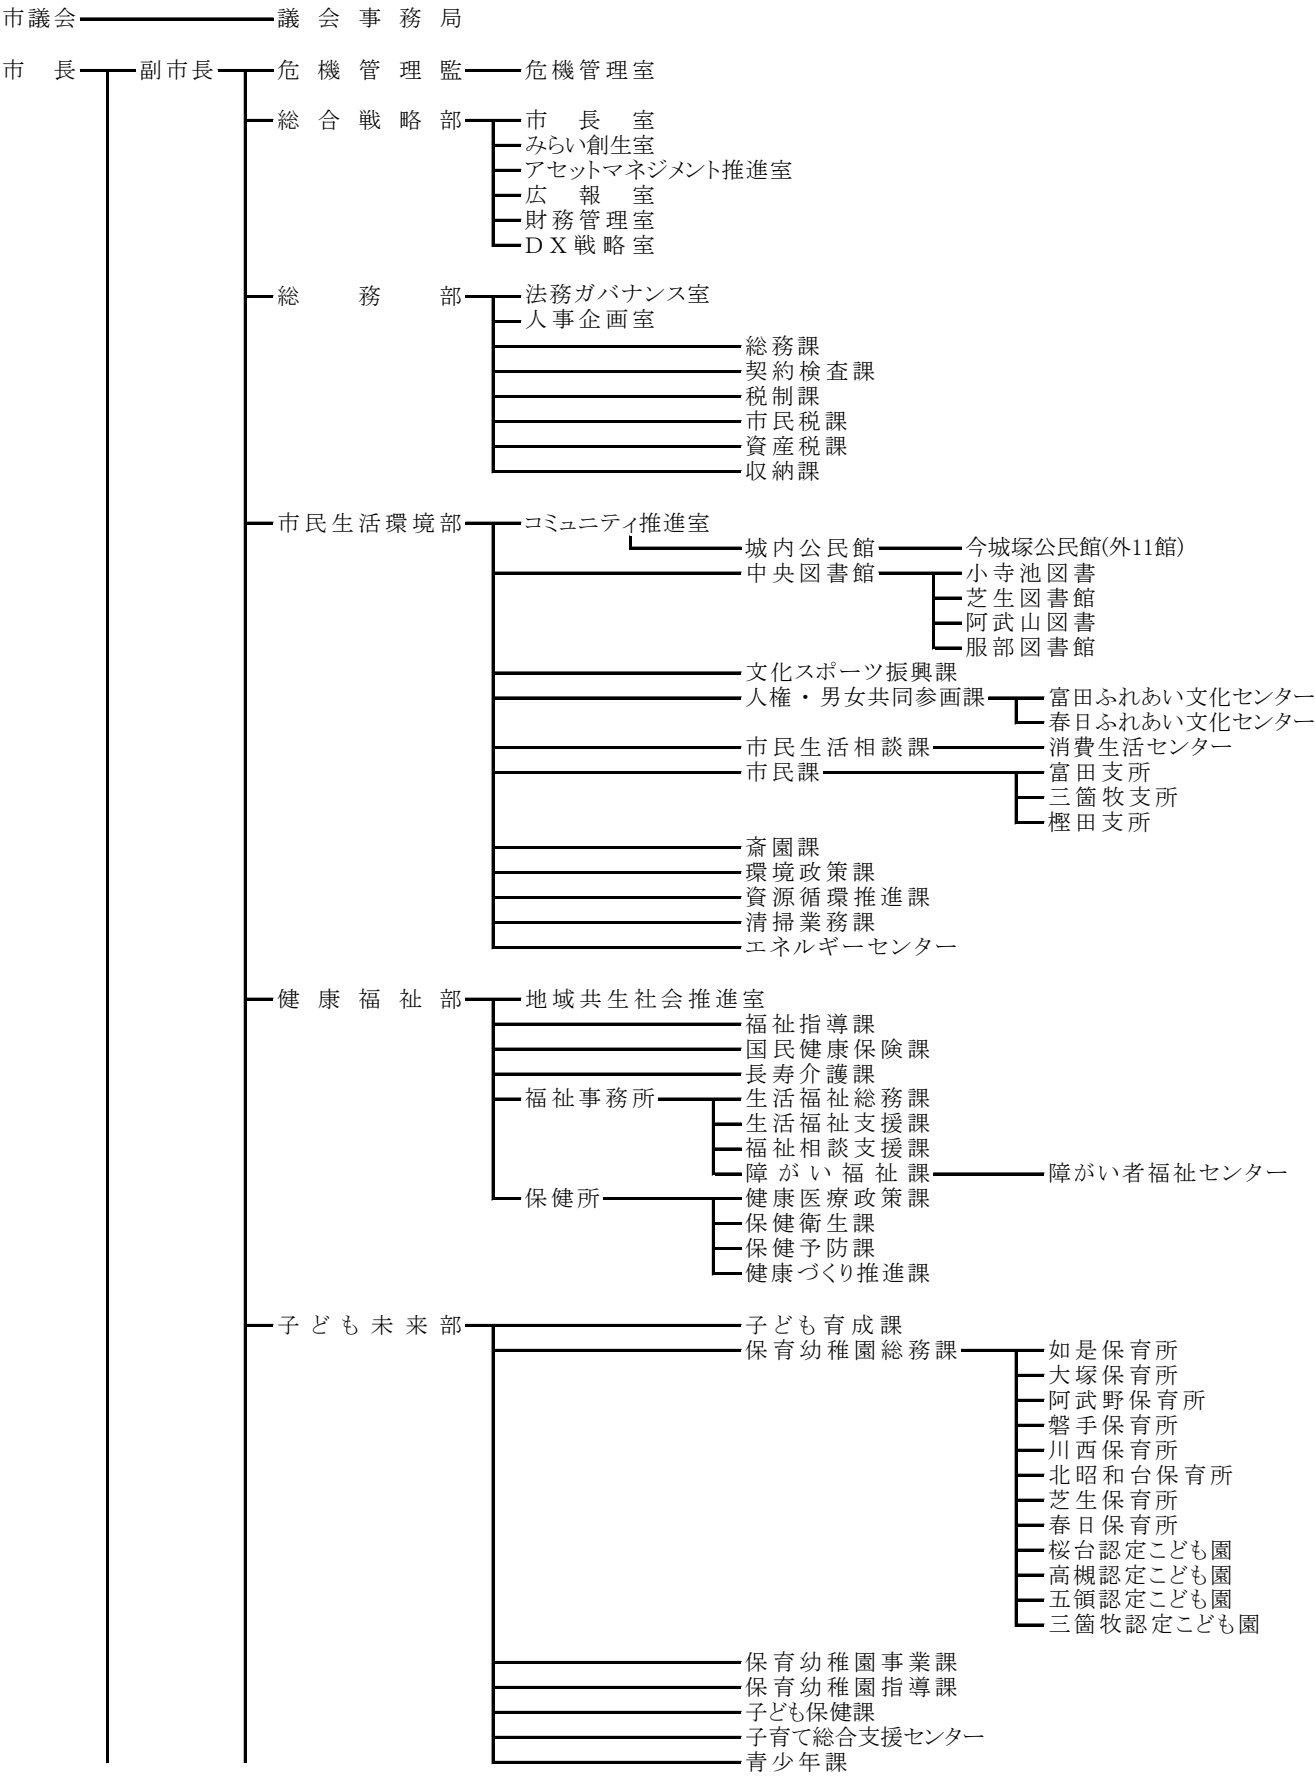 市議会 議会事務局
市長 副市長 危機管理監 危機管理室
総合戦略部 市長室
みらい創生室
アセットマネジメント推進室
広報室
財務管理室
DX戦略室
総務部 法務ガバナンス室
人事企画室
総務課
契約検査課
税制課
市民税課
資産税課
収納課
市民生活環境部 コミュニティ推進室
城内公民館 今城塚公民館(外11館)
中央図書館 小寺池図書
芝生図書館
阿武山図書
服部図書館
文化スポーツ振興課
人権・男女共同参画課 富田ふれあい文化センター
春日ふれあい文化センター
市民生活相談課 消費生活センター
市民課 富田支所
三箇牧支所
樫田支所
斎園課
環境政策課
資源循環推進課
清掃業務課
エネルギーセンター
健康福祉部 地域共生社会推進室
福祉指導課
国民健康保険課
長寿介護課
福祉事務所 生活福祉総務課
生活福祉支援課
福祉相談支援課
障がい福祉課 障がい者福祉センター
保健所 健康医療政策課
保健衛生課
保健予防課
健康づくり推進課
子ども未来部 子ども育成課
保育幼稚園総務課 如是保育所
大塚保育所
阿武野保育所
磐手保育所
川西保育所
北昭和台保育所
芝生保育所
春日保育所
桜台認定こども園
高槻認定こども園
五領認定こども園
三箇牧認定こども園
保育幼稚園事業課
保育幼稚園指導課
子ども保健課
子育て総合支援センター
青少年課